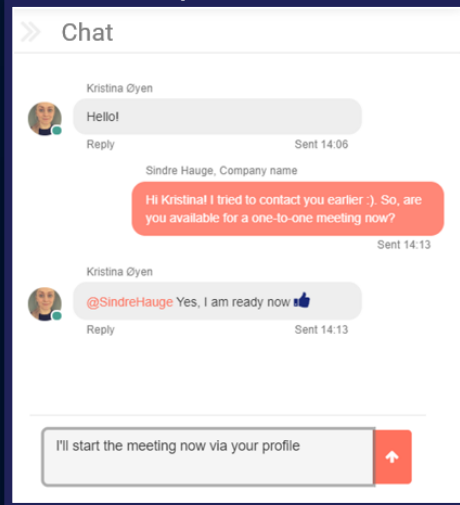 Chat
Kristina Øyen
Hello!
Reply Sent 14:06
Sindre Hauge, Company name
Hi Kristina! I tried to contact you earlier :). So, are
you available for a one-to-one meeting now?
Sent 14:13
Kristina Øyen
@SindreHauge Yes, I am ready now
Reply Sent 14:13
I'll start the meeting now via your profile